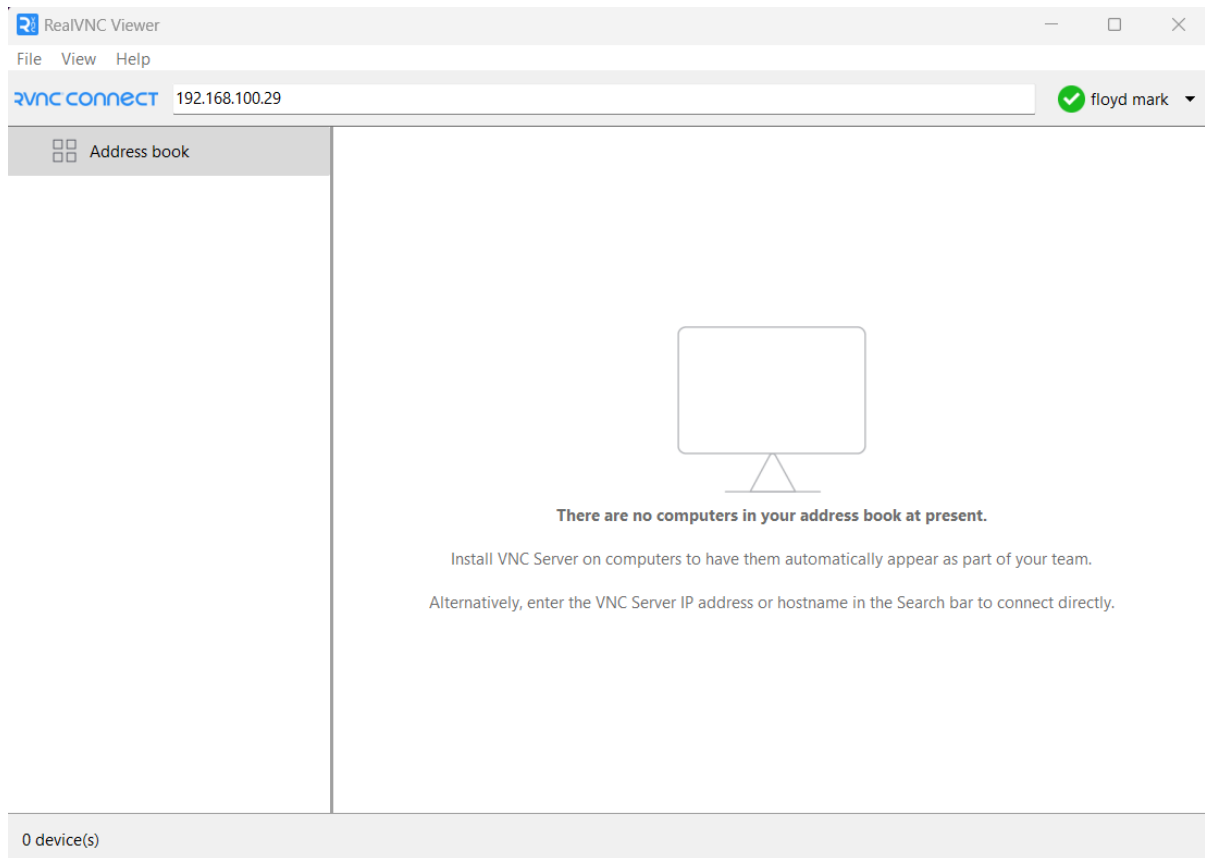 RealVNC Viewer
File View Help
RVNC CONNECT 192.168.100.29 floyd mark
Address book
There are no computers in your address book at present.
Install VNC Server on computers to have them automatically appear as part of your team.
Alternatively, enter the VNC Server IP address or hostname in the Search bar to connect directly.
0 device(s)